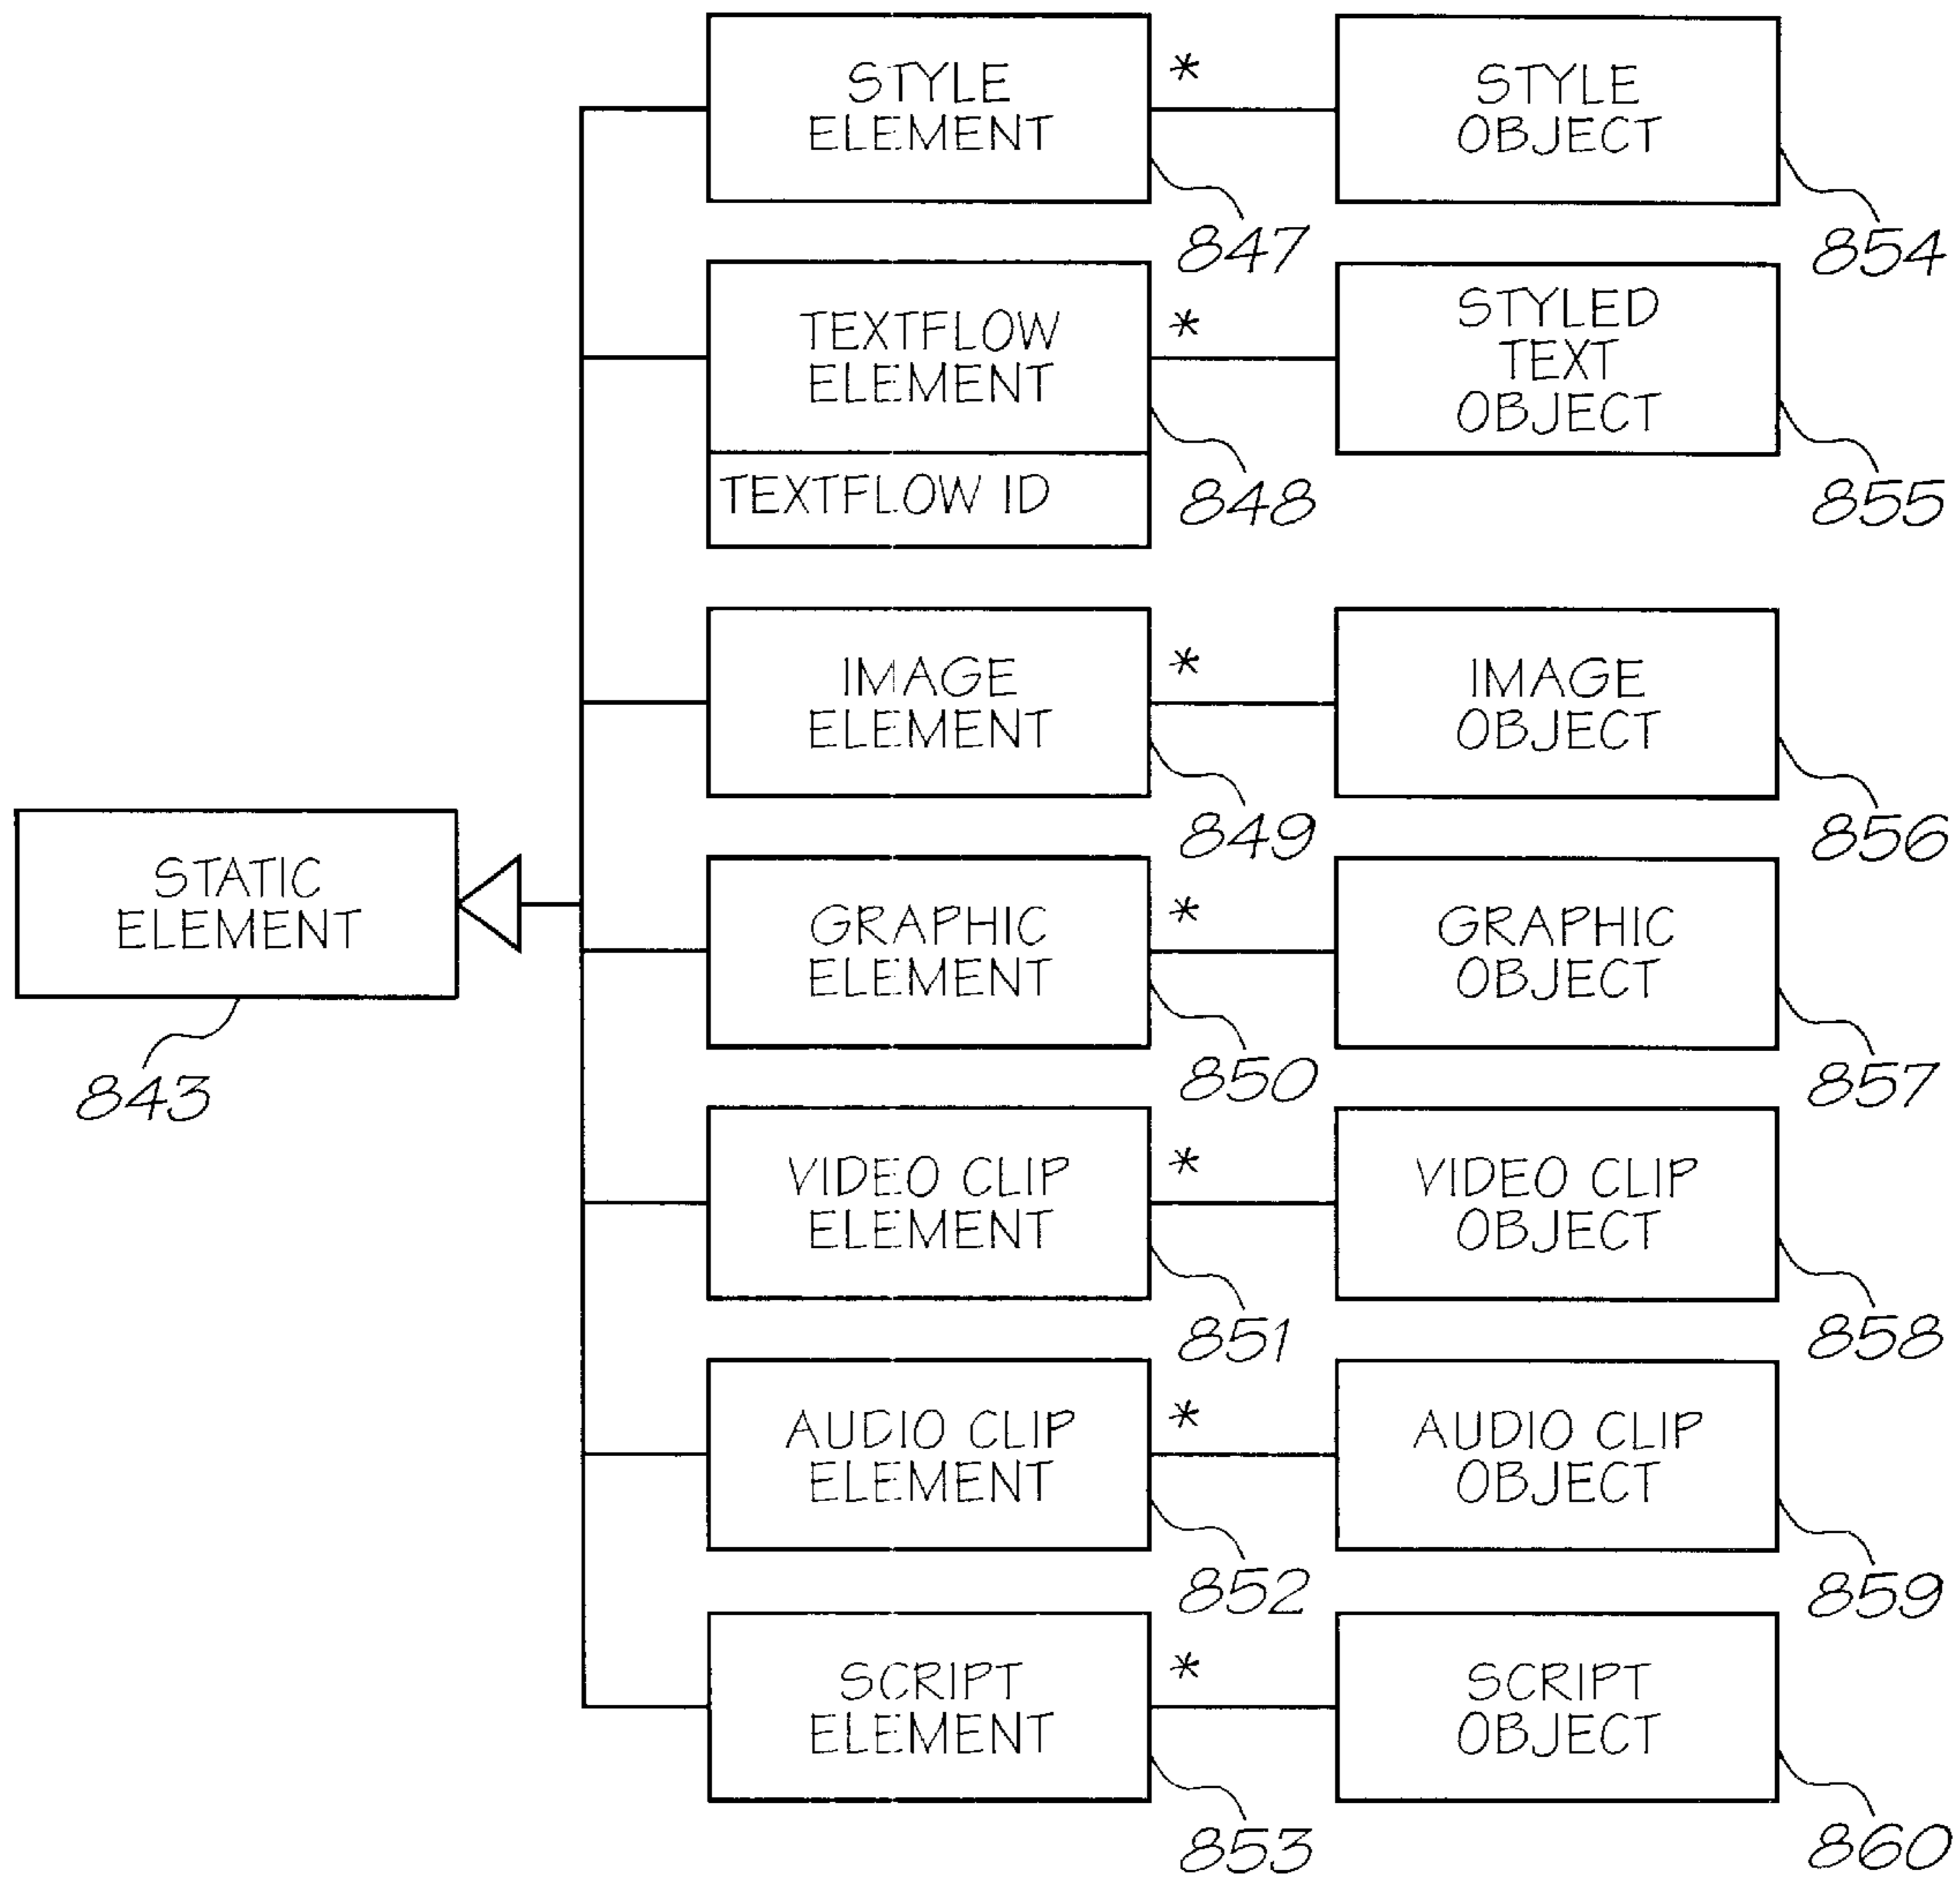 STYLE
ELEMENT
*
STYLE
OBJECT
847
854
TEXTFLOW
ELEMENT
TEXTFLOW ID
*
STYLED
TEXT
OBJECT
848
855
IMAGE
ELEMENT
*
IMAGE
OBJECT
849
856
STATIC
ELEMENT
843
GRAPHIC
ELEMENT
*
GRAPHIC
OBJECT
850
857
VIDEO CLIP
ELEMENT
*
VIDEO CLIP
OBJECT
851
858
AUDIO CLIP
ELEMENT
*
AUDIO CLIP
OBJECT
852
859
SCRIPT
ELEMENT
*
SCRIPT
OBJECT
853
860